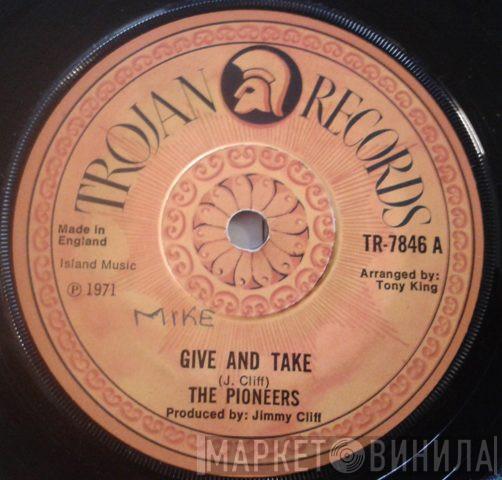 TROJAN RECORDS
Made in
England
Island Music
℗ 1971
TR-7846 A
Arranged by:
Tony King
MIKE
GIVE AND TAKE
(J. Cliff)
THE PIONEERS
Produced by: Jimmy Cliff
МАРКЕТ ВИНИЛА